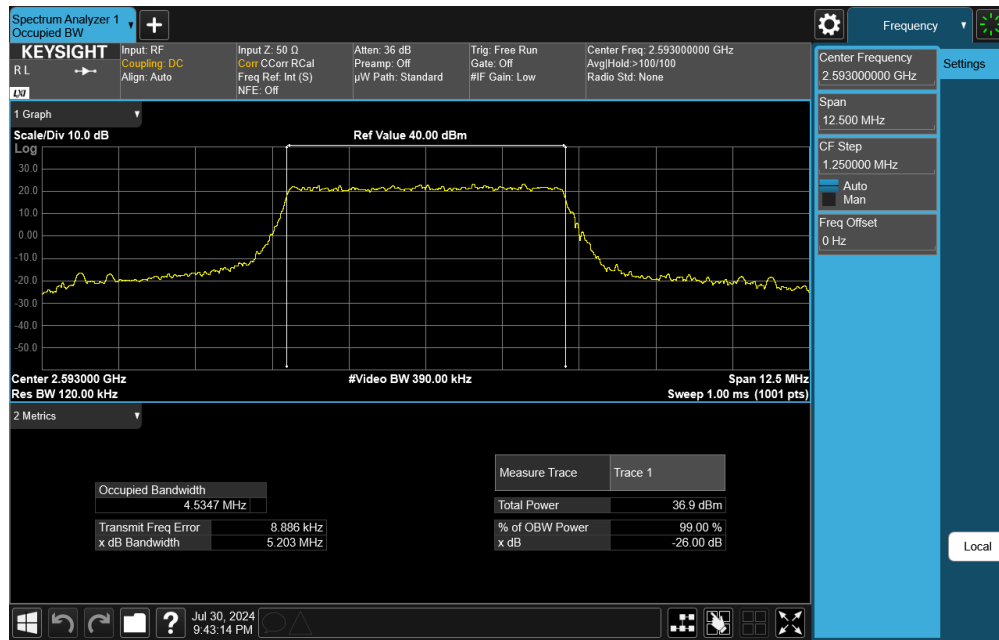 Spectrum Analyzer 1
Occupied BW
Frequency
KEYSIGHT
R L
LXI
Input: RF
Coupling: DC
Align: Auto
Input Z: 50 Ω
Corr CCorr RCal
Freq Ref: Int (S)
NFE: Off
Atten: 36 dB
Preamp: Off
µW Path: Standard
Trig: Free Run
Gate: Off
#IF Gain: Low
Center Freq: 2.593000000 GHz
Avg|Hold:>100/100
Radio Std: None
Center Frequency
2.593000000 GHz
Settings
Span
12.500 MHz
CF Step
1.250000 MHz
Auto
Man
Freq Offset
0 Hz
1 Graph
Scale/Div 10.0 dB
Ref Value 40.00 dBm
Log
30.0
20.0
10.0
0.00
-10.0
-20.0
-30.0
-40.0
-50.0
Center 2.593000 GHz
#Video BW 390.00 kHz
Span 12.5 MHz
Res BW 120.00 kHz
Sweep 1.00 ms (1001 pts)
2 Metrics
Measure Trace Trace 1
Occupied Bandwidth
4.5347 MHz
Total Power 36.9 dBm
Transmit Freq Error 8.886 kHz
% of OBW Power 99.00 %
x dB Bandwidth 5.203 MHz
x dB -26.00 dB
Local
?
Jul 30, 2024
9:43:14 PM